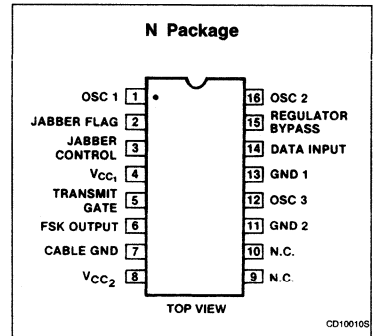 N Package
OSC 1 1
JABBER FLAG 2
JABBER
CONTROL 3
VCC1 4
TRANSMIT
GATE 5
FSK OUTPUT 6
CABLE GND 7
VCC2 8
16 OSC 2
15 REGULATOR
BYPASS
14 DATA INPUT
13 GND 1
12 OSC 3
11 GND 2
10 N.C.
9 N.C.
TOP VIEW
CD10010S